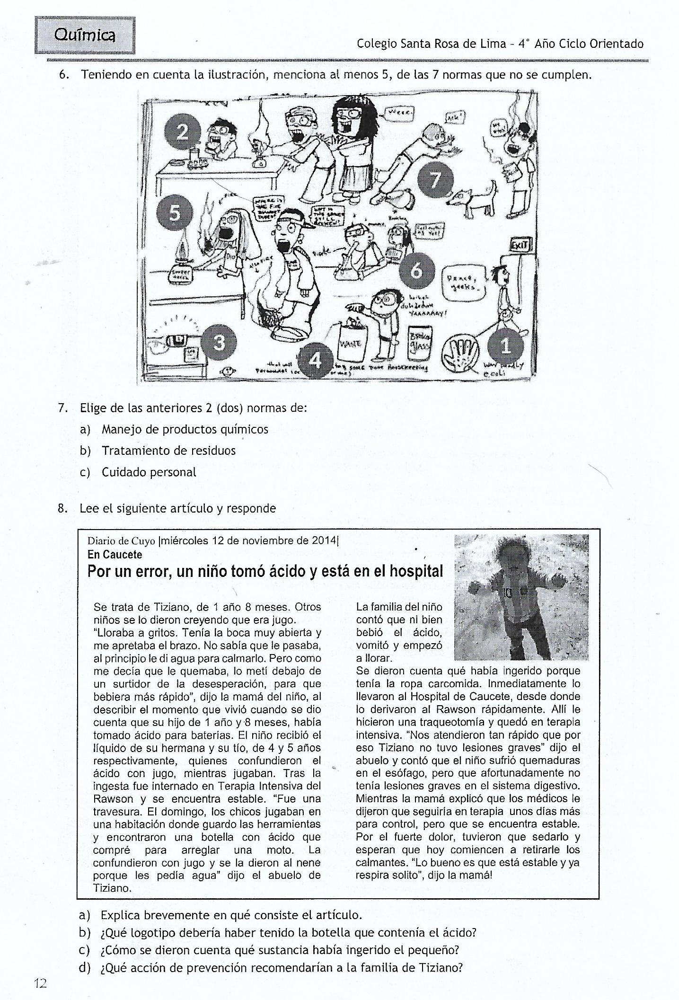 Química
Colegio Santa Rosa de Lima - 4° Año Ciclo Orientado
6. Teniendo en cuenta la ilustración, menciona al menos 5, de las 7 normas que no se cumplen.
2
5
7
EXIT
6
3
4
WASTE
Broken
glass
1
e. coli
7. Elige de las anteriores 2 (dos) normas de:
a) Manejo de productos químicos
b) Tratamiento de residuos
c) Cuidado personal
8. Lee el siguiente artículo y responde
Diario de Cuyo |miércoles 12 de noviembre de 2014|
En Caucete
Por un error, un niño tomó ácido y está en el hospital
Se trata de Tiziano, de 1 año 8 meses. Otros
niños se lo dieron creyendo que era jugo.
“Lloraba a gritos. Tenía la boca muy abierta y
me apretaba el brazo. No sabía que le pasaba,
al principio le di agua para calmarlo. Pero como
me decía que le quemaba, lo metí debajo de
un surtidor de la desesperación, para que
bebiera más rápido”, dijo la mamá del niño, al
describir el momento que vivió cuando se dio
cuenta que su hijo de 1 año y 8 meses, había
tomado ácido para baterías. El niño recibió el
líquido de su hermana y su tío, de 4 y 5 años
respectivamente, quienes confundieron el
ácido con jugo, mientras jugaban. Tras la
ingesta fue internado en Terapia Intensiva del
Rawson y se encuentra estable. “Fue una
travesura. El domingo, los chicos jugaban en
una habitación donde guardo las herramientas
y encontraron una botella con ácido que
compré para arreglar una moto. La
confundieron con jugo y se la dieron al nene
porque les pedía agua” dijo el abuelo de
Tiziano.
10
La familia del niño
contó que ni bien
bebió el ácido,
vomitó y empezó
a llorar.
Se dieron cuenta qué había ingerido porque
tenía la ropa carcomida. Inmediatamente lo
llevaron al Hospital de Caucete, desde donde
lo derivaron al Rawson rápidamente. Allí le
hicieron una traqueotomía y quedó en terapia
intensiva. “Nos atendieron tan rápido que por
eso Tiziano no tuvo lesiones graves” dijo el
abuelo y contó que el niño sufrió quemaduras
en el esófago, pero que afortunadamente no
tenía lesiones graves en el sistema digestivo.
Mientras la mamá explicó que los médicos le
dijeron que seguiría en terapia unos días más
para control, pero que se encuentra estable.
Por el fuerte dolor, tuvieron que sedarlo y
esperan que hoy comiencen a retirarle los
calmantes. “Lo bueno es que está estable y ya
respira solito”, dijo la mamá!
a) Explica brevemente en qué consiste el artículo.
b) ¿Qué logotipo debería haber tenido la botella que contenía el ácido?
c) ¿Cómo se dieron cuenta qué sustancia había ingerido el pequeño?
d) ¿Qué acción de prevención recomendarían a la familia de Tiziano?
12